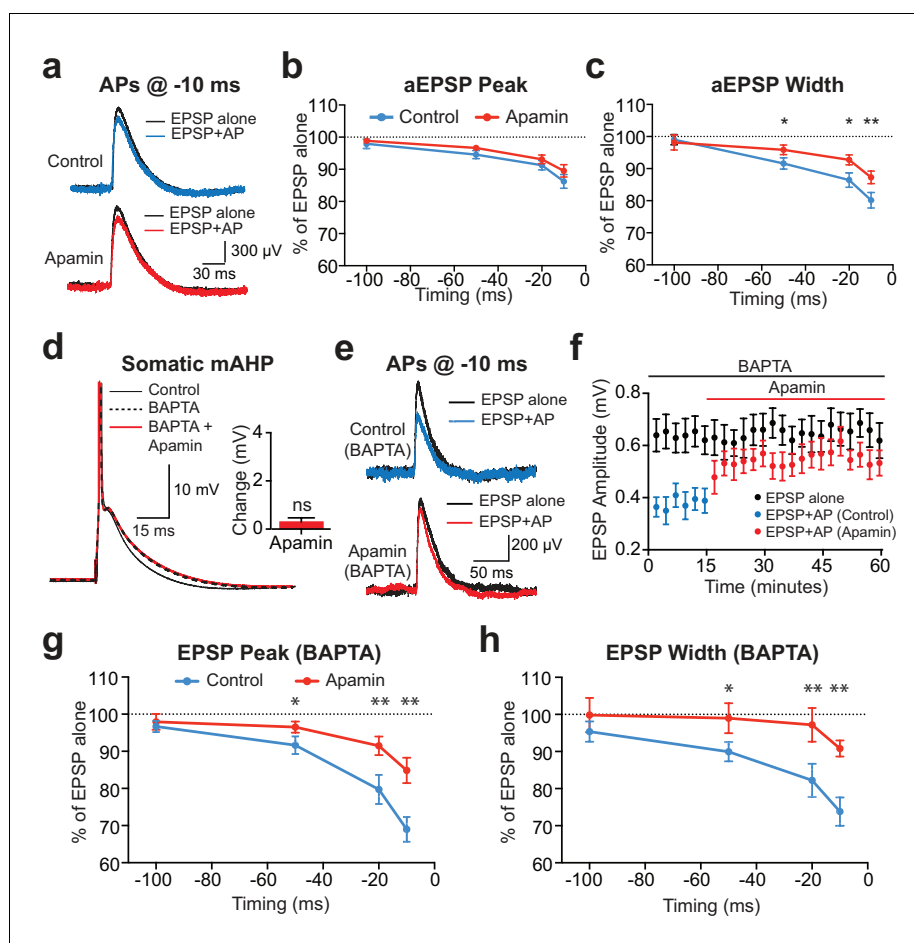 a
APs @ -10 ms
EPSP alone
EPSP+AP
Control
EPSP alone
EPSP+AP
Apamin
300 µV
30 ms
b
aEPSP Peak
Control
Apamin
% of EPSP alone
110
100
90
80
70
60
-100 -80 -60 -40 -20 0
Timing (ms)
c
aEPSP Width
* * **
% of EPSP alone
110
100
90
80
70
60
-100 -80 -60 -40 -20 0
Timing (ms)
d
Somatic mAHP
Control
BAPTA
BAPTA +
Apamin
10 mV
15 ms
Change (mV)
4
2
0
ns
Apamin
e
APs @ -10 ms
EPSP alone
EPSP+AP
Control
(BAPTA)
EPSP alone
EPSP+AP
Apamin
(BAPTA)
200 µV
50 ms
f
BAPTA
Apamin
EPSP Amplitude (mV)
0.8
0.6
0.4
0.2
EPSP alone
EPSP+AP (Control)
EPSP+AP (Apamin)
0 15 30 45 60
Time (minutes)
g
EPSP Peak (BAPTA)
Control
Apamin
* ** **
% of EPSP alone
110
100
90
80
70
60
-100 -80 -60 -40 -20 0
Timing (ms)
h
EPSP Width (BAPTA)
* ** **
% of EPSP alone
110
100
90
80
70
60
-100 -80 -60 -40 -20 0
Timing (ms)